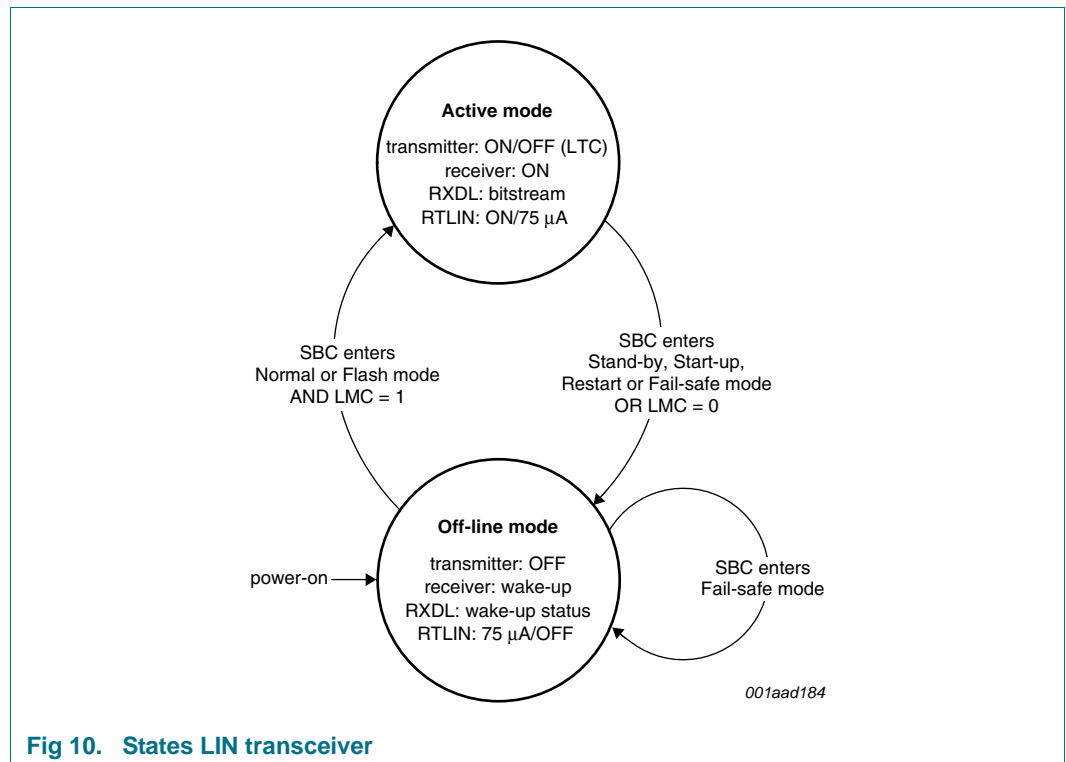 Active mode
transmitter: ON/OFF (LTC)
receiver: ON
RXDL: bitstream
RTLIN: ON/75 μA
SBC enters
Normal or Flash mode
AND LMC = 1
SBC enters
Stand-by, Start-up,
Restart or Fail-safe mode
OR LMC = 0
Off-line mode
transmitter: OFF
receiver: wake-up
RXDL: wake-up status
RTLIN: 75 μA/OFF
power-on
SBC enters
Fail-safe mode
001aad184
Fig 10. States LIN transceiver